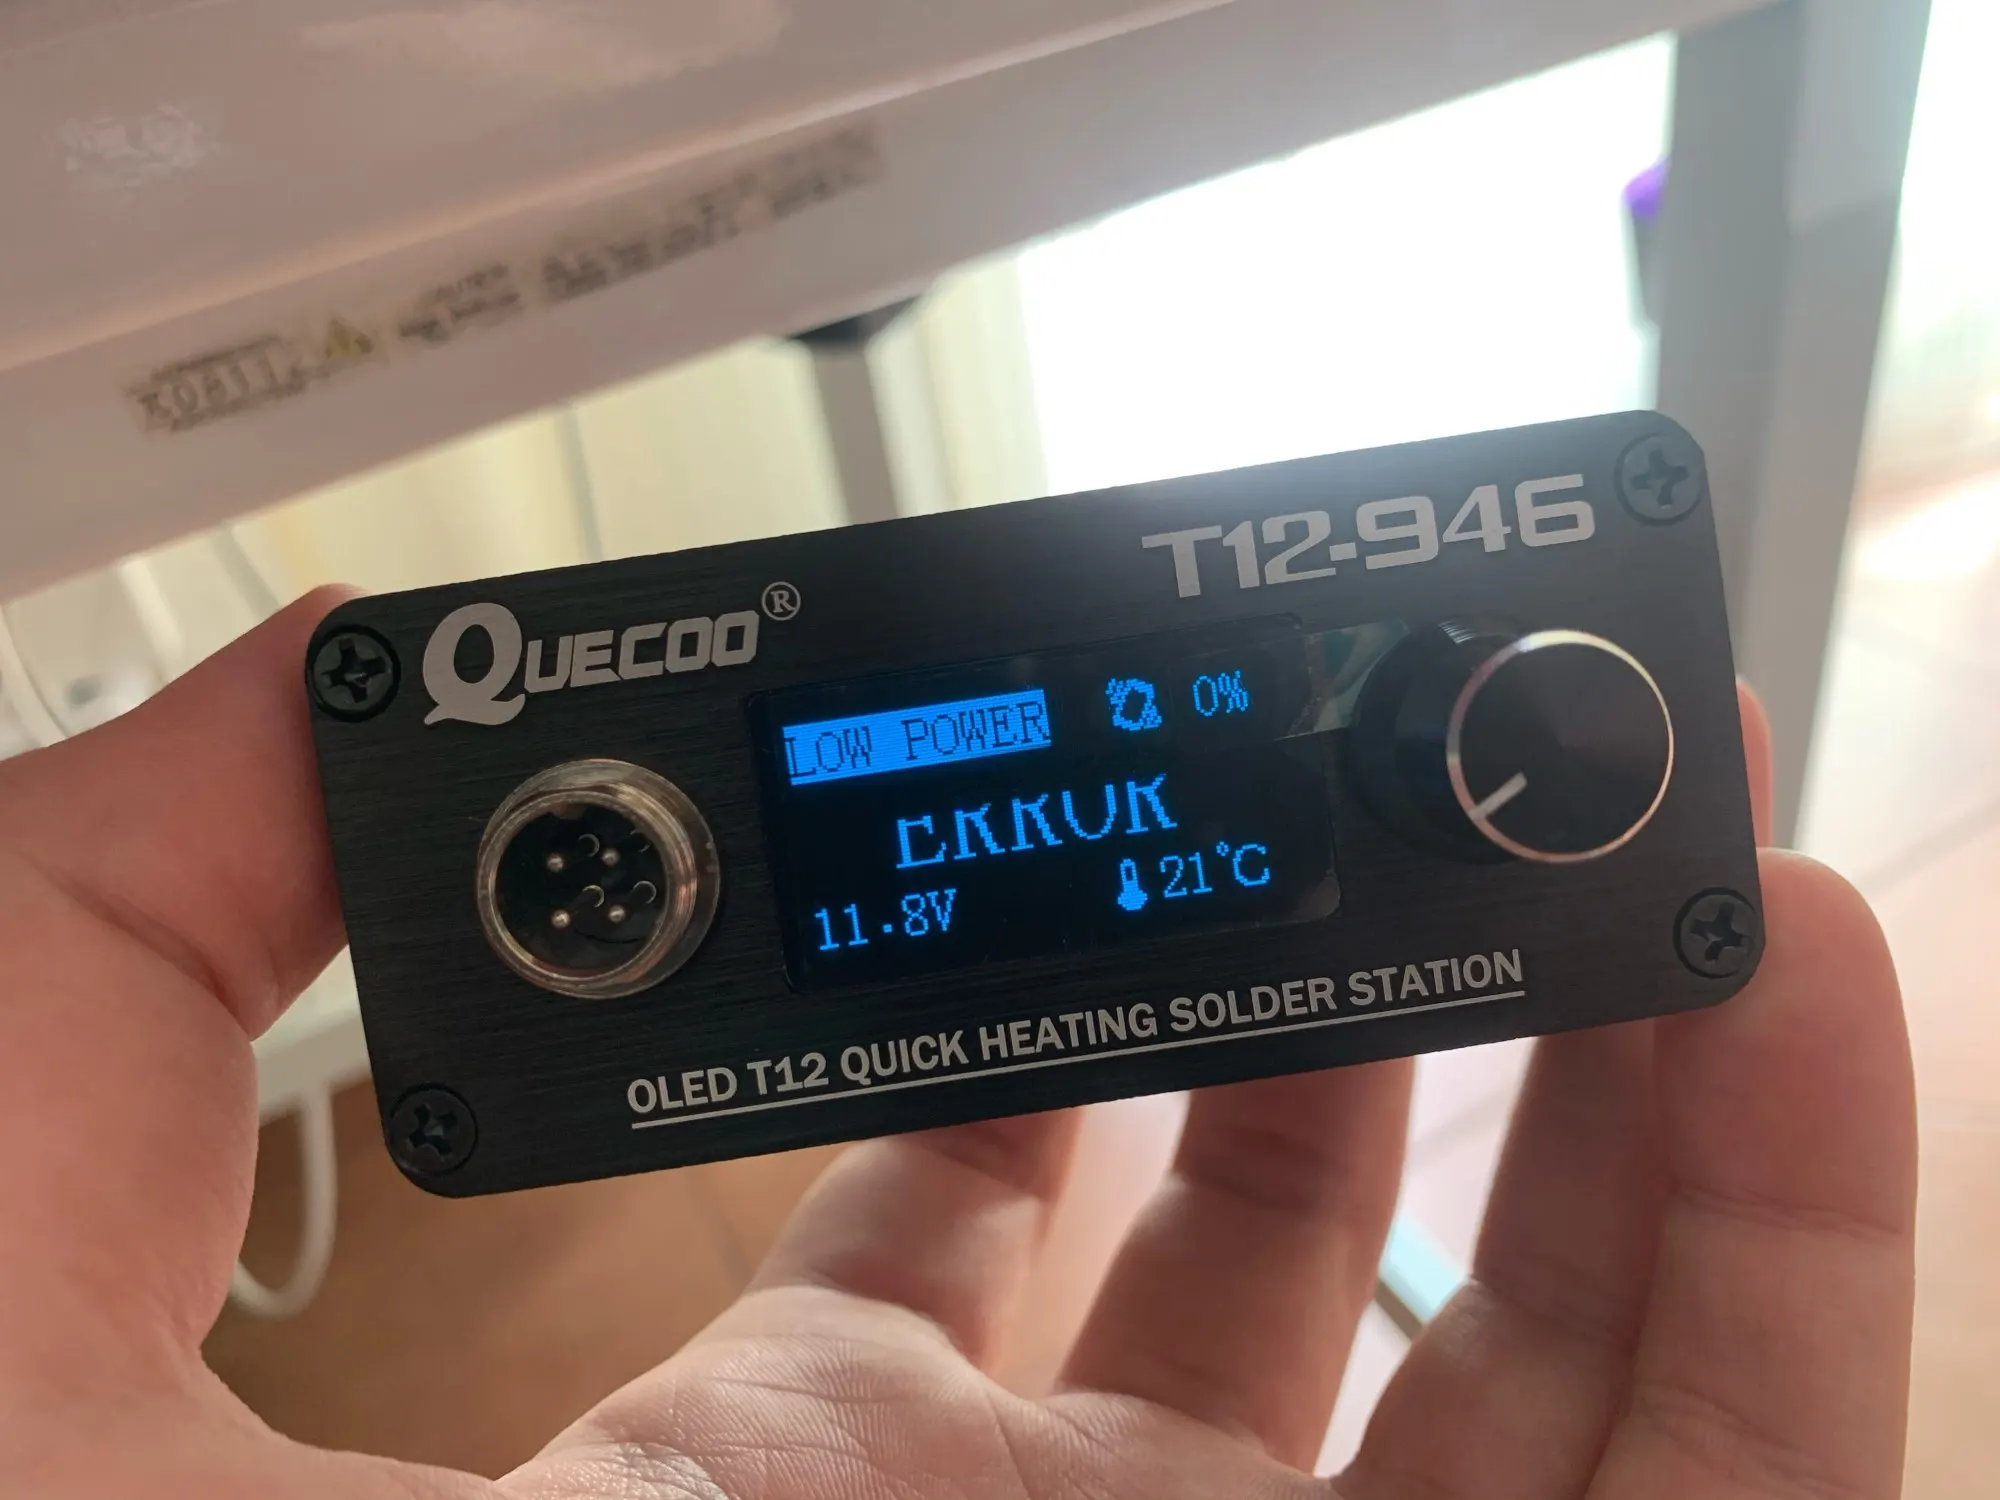 QUECOO®
T12-946
LOW POWER 0%
ERROR
11.8V 21°C
OLED T12 QUICK HEATING SOLDER STATION